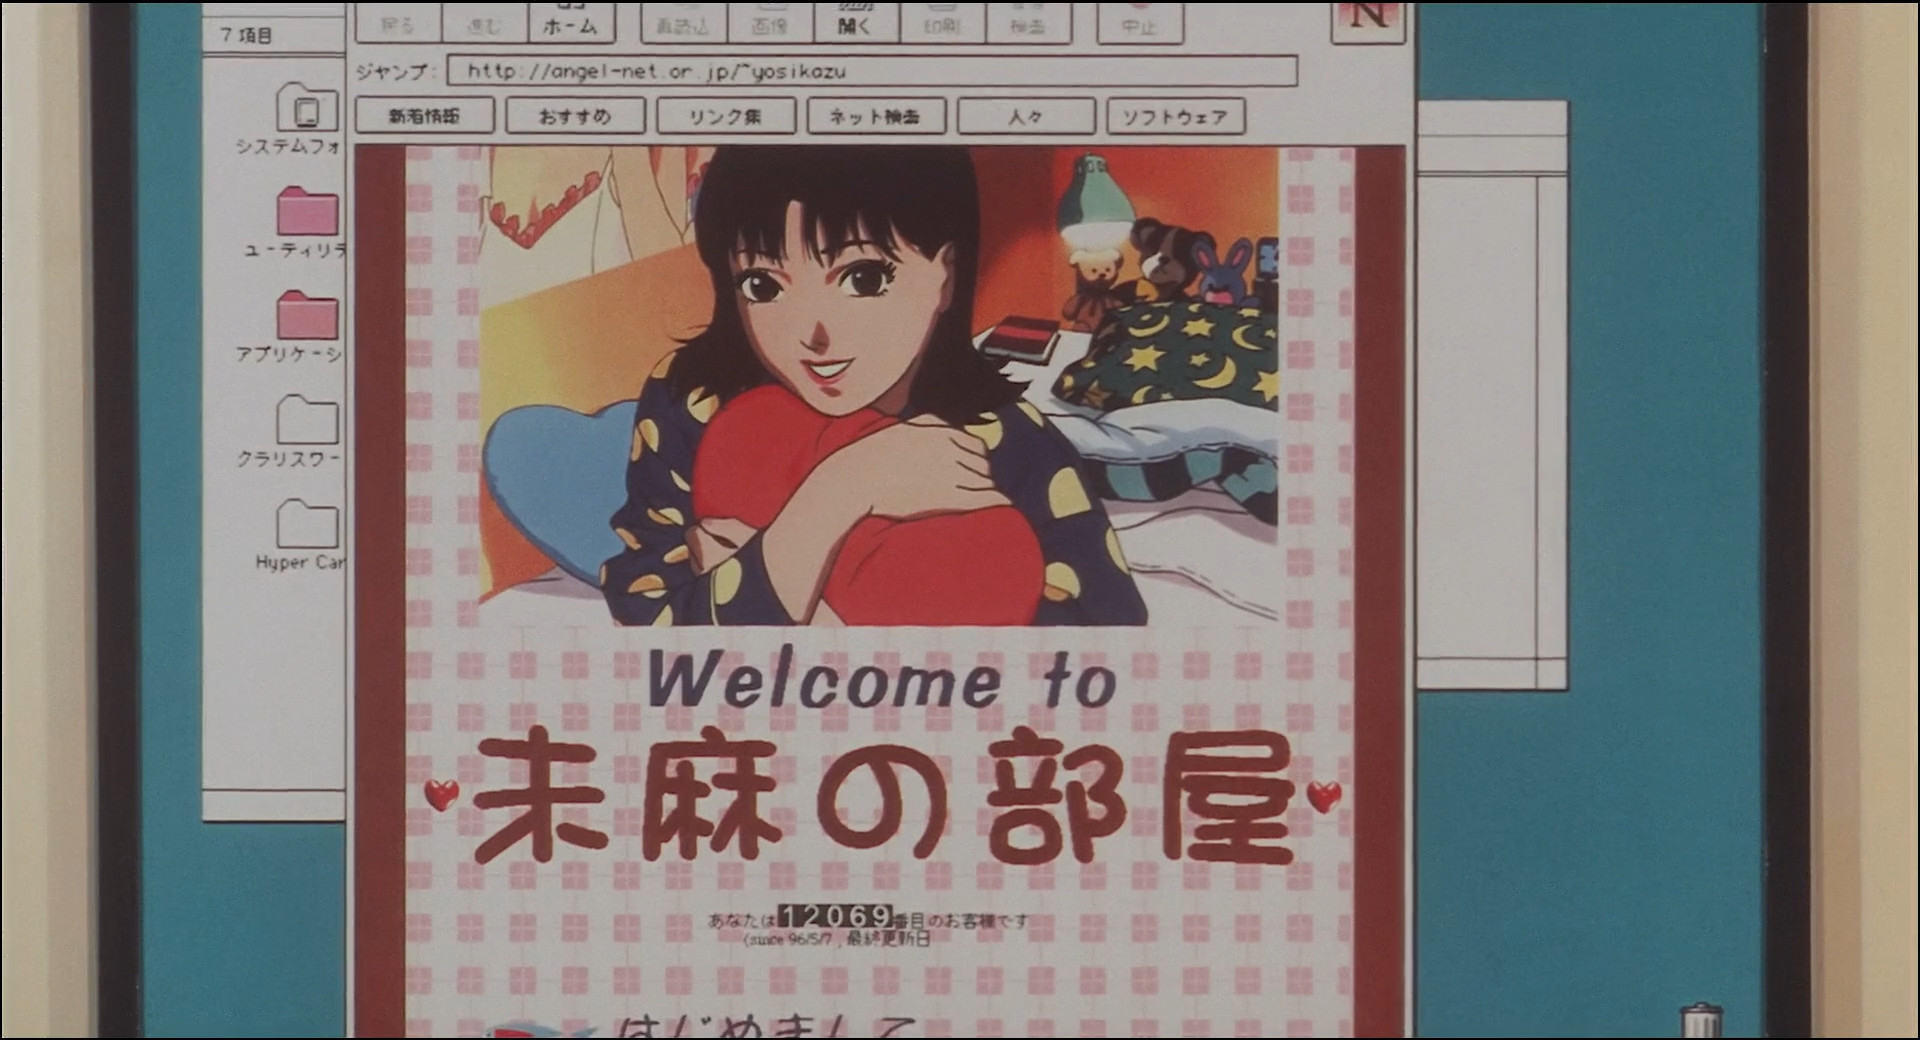 7 項目
戻る 進む ホーム 再読込 画像 開く 印刷 検索 中止
N
ジャンプ: http://angel-net.or.jp/~yosikazu
新着情報 おすすめ リンク集 ネット検索 人々 ソフトウェア
システムフォ
ユーティリテ
アプリケーシ
クラリスワー
Hyper Car
Welcome to
未麻の部屋
あなたは12069番目のお客様です
(since 96/5/7 , 最終更新日
はじめまして